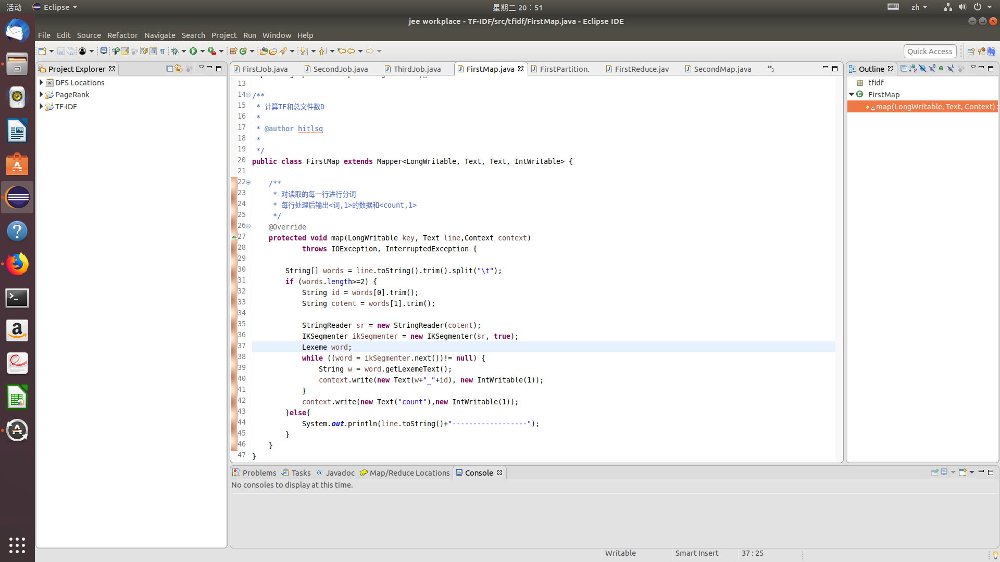 活动
Eclipse
星期二 20：51
zh
jee workplace - TF-IDF/src/tfidf/FirstMap.java - Eclipse IDE
File Edit Source Refactor Navigate Search Project Run Window Help
Quick Access
Project Explorer
DFS Locations
PageRank
TF-IDF
FirstJob.java SecondJob.java ThirdJob.java FirstMap.java FirstPartition. FirstReduce.jav SecondMap.java »3
13
14 /**
15 * 计算TF和总文件数D
16 *
17 * @author hitlsq
18 *
19 */
20 public class FirstMap extends Mapper<LongWritable, Text, Text, IntWritable> {
21
22 /**
23 * 对读取的每一行进行分词
24 * 每行处理后输出<词,1>的数据和<count,1>
25 */
26 @Override
27 protected void map(LongWritable key, Text line,Context context)
28 throws IOException, InterruptedException {
29
30 String[] words = line.toString().trim().split("\t");
31 if (words.length>=2) {
32 String id = words[0].trim();
33 String cotent = words[1].trim();
34
35 StringReader sr = new StringReader(cotent);
36 IKSegmenter ikSegmenter = new IKSegmenter(sr, true);
37 Lexeme word;
38 while ((word = ikSegmenter.next())!= null) {
39 String w = word.getLexemeText();
40 context.write(new Text(w+"_"+id), new IntWritable(1));
41 }
42 context.write(new Text("count"),new IntWritable(1));
43 }else{
44 System.out.println(line.toString()+"------------------");
45 }
46 }
47 }
Outline
tfidf
FirstMap
map(LongWritable, Text, Context) :
Problems Tasks Javadoc Map/Reduce Locations Console
No consoles to display at this time.
Writable Smart Insert 37 : 25